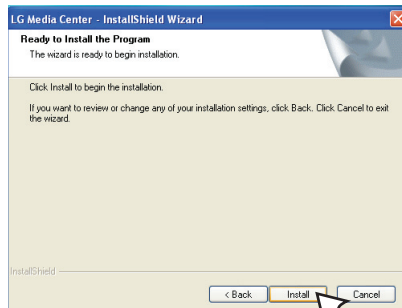 LG Media Center - InstallShield Wizard
Ready to Install the Program
The wizard is ready to begin installation.
Click Install to begin the installation.
If you want to review or change any of your installation settings, click Back. Click Cancel to exit
the wizard.
InstallShield
< Back Install Cancel